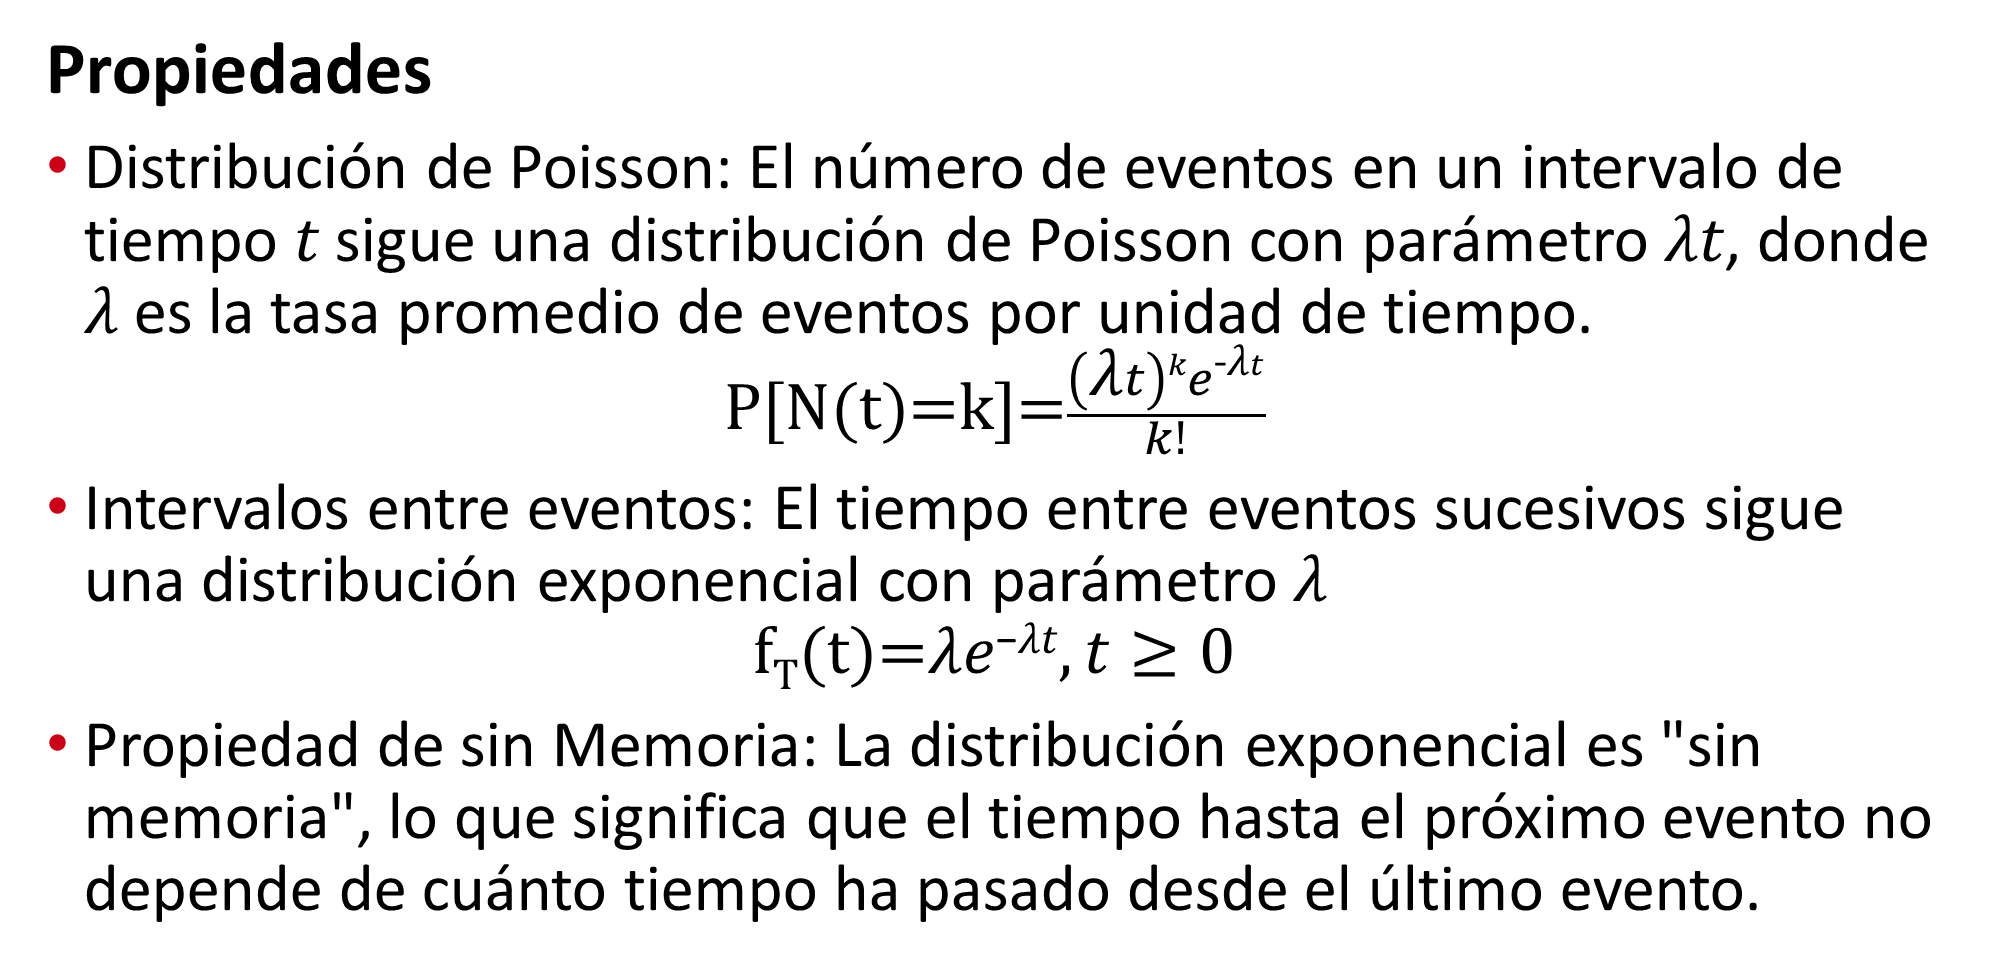 Propiedades
• Distribución de Poisson: El número de eventos en un intervalo de
tiempo t sigue una distribución de Poisson con parámetro λt, donde
λ es la tasa promedio de eventos por unidad de tiempo.
P[N(t)=k]=\frac{(λt)^k e^{-λt}}{k!}
• Intervalos entre eventos: El tiempo entre eventos sucesivos sigue
una distribución exponencial con parámetro λ
f_T(t)=λe^{−λt}, t ≥ 0
• Propiedad de sin Memoria: La distribución exponencial es "sin
memoria", lo que significa que el tiempo hasta el próximo evento no
depende de cuánto tiempo ha pasado desde el último evento.